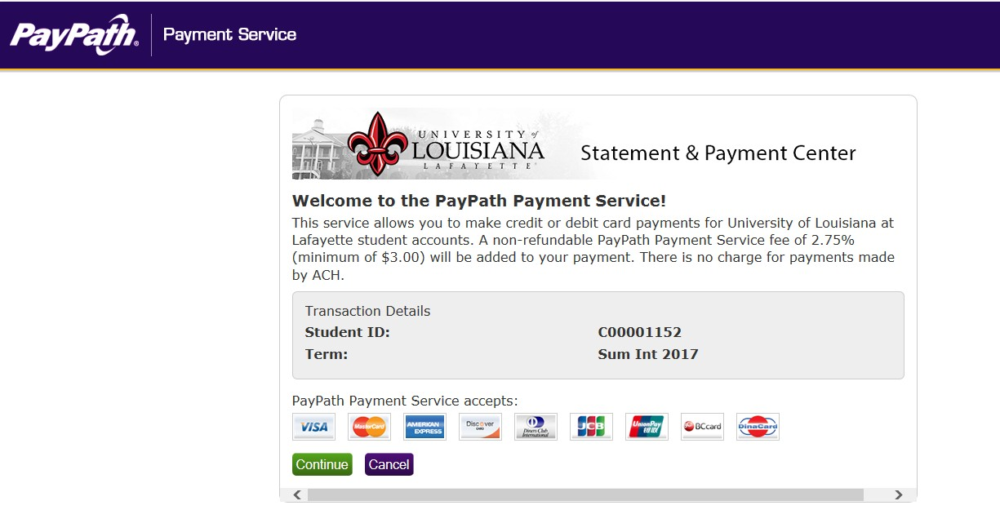 PayPath® Payment Service
UNIVERSITY of
LOUISIANA
LAFAYETTE
Statement & Payment Center
Welcome to the PayPath Payment Service!
This service allows you to make credit or debit card payments for University of Louisiana at
Lafayette student accounts. A non-refundable PayPath Payment Service fee of 2.75%
(minimum of $3.00) will be added to your payment. There is no charge for payments made
by ACH.
Transaction Details
Student ID: C00001152
Term: Sum Int 2017
PayPath Payment Service accepts:
VISA MasterCard AMERICAN EXPRESS Discover CARD Diners Club International JCB UnionPay 银联 BCcard DinaCard
Continue Cancel